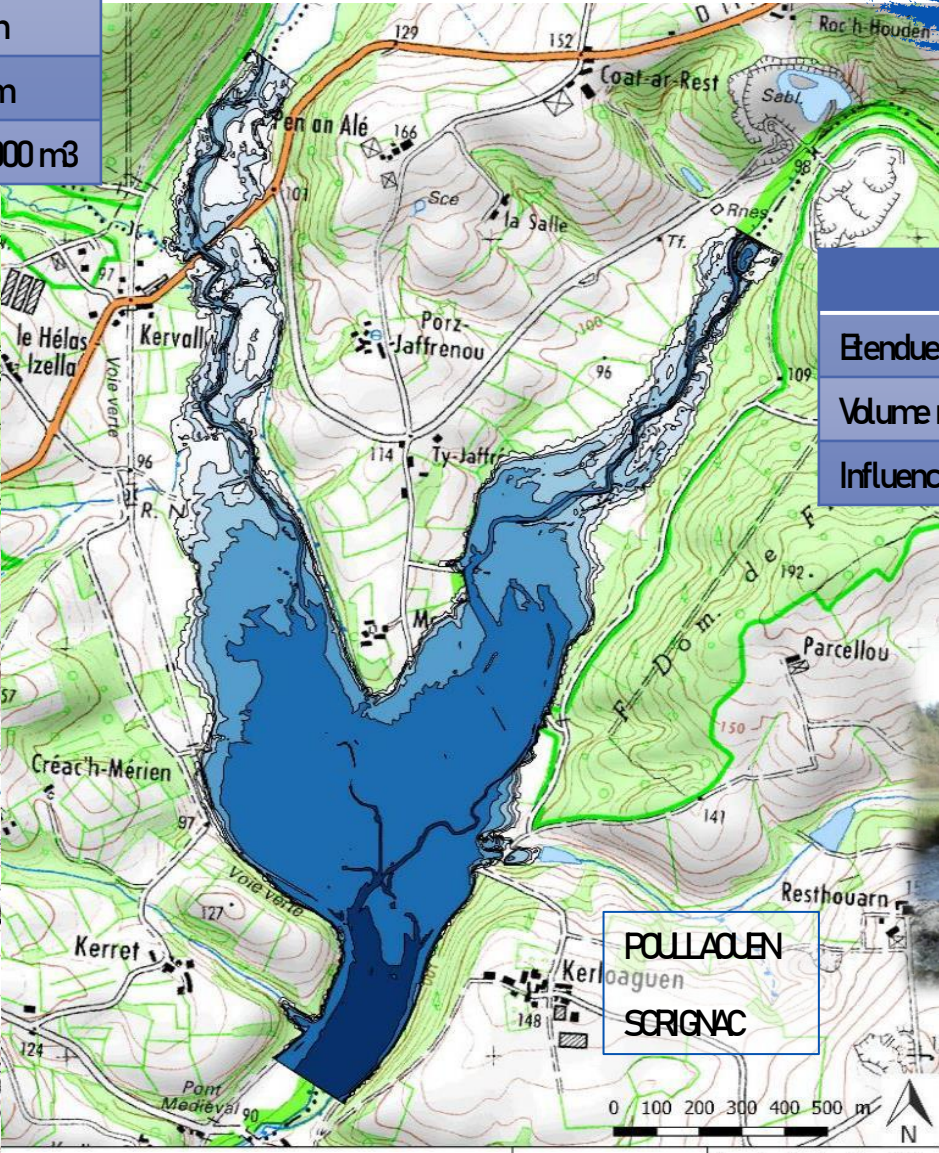 m
000 m3
129
152
D 11
Roc'h-Houden
Coat-ar-Rest
Sabl.
Pen an Alé
166
98
101
Sce
la Salle
Rnes
Tf.
97
le Hélas
Izella
Kervall
Voie verte
Porz-
Jaffrenou
100
96
109
Etendue
Volume
Influenc
114
Ty-Jaffré
96
R.
F. Dom. de F
192
M
Parcellou
57
150
Créac'h-Mérien
97
141
Voie verte
127
Resthouarn
Kerret
POULLAOUEN
SCRIGNAC
Kerloaguen
148
124
Pont
Médiéval
90
0 100 200 300 400 500 m
N